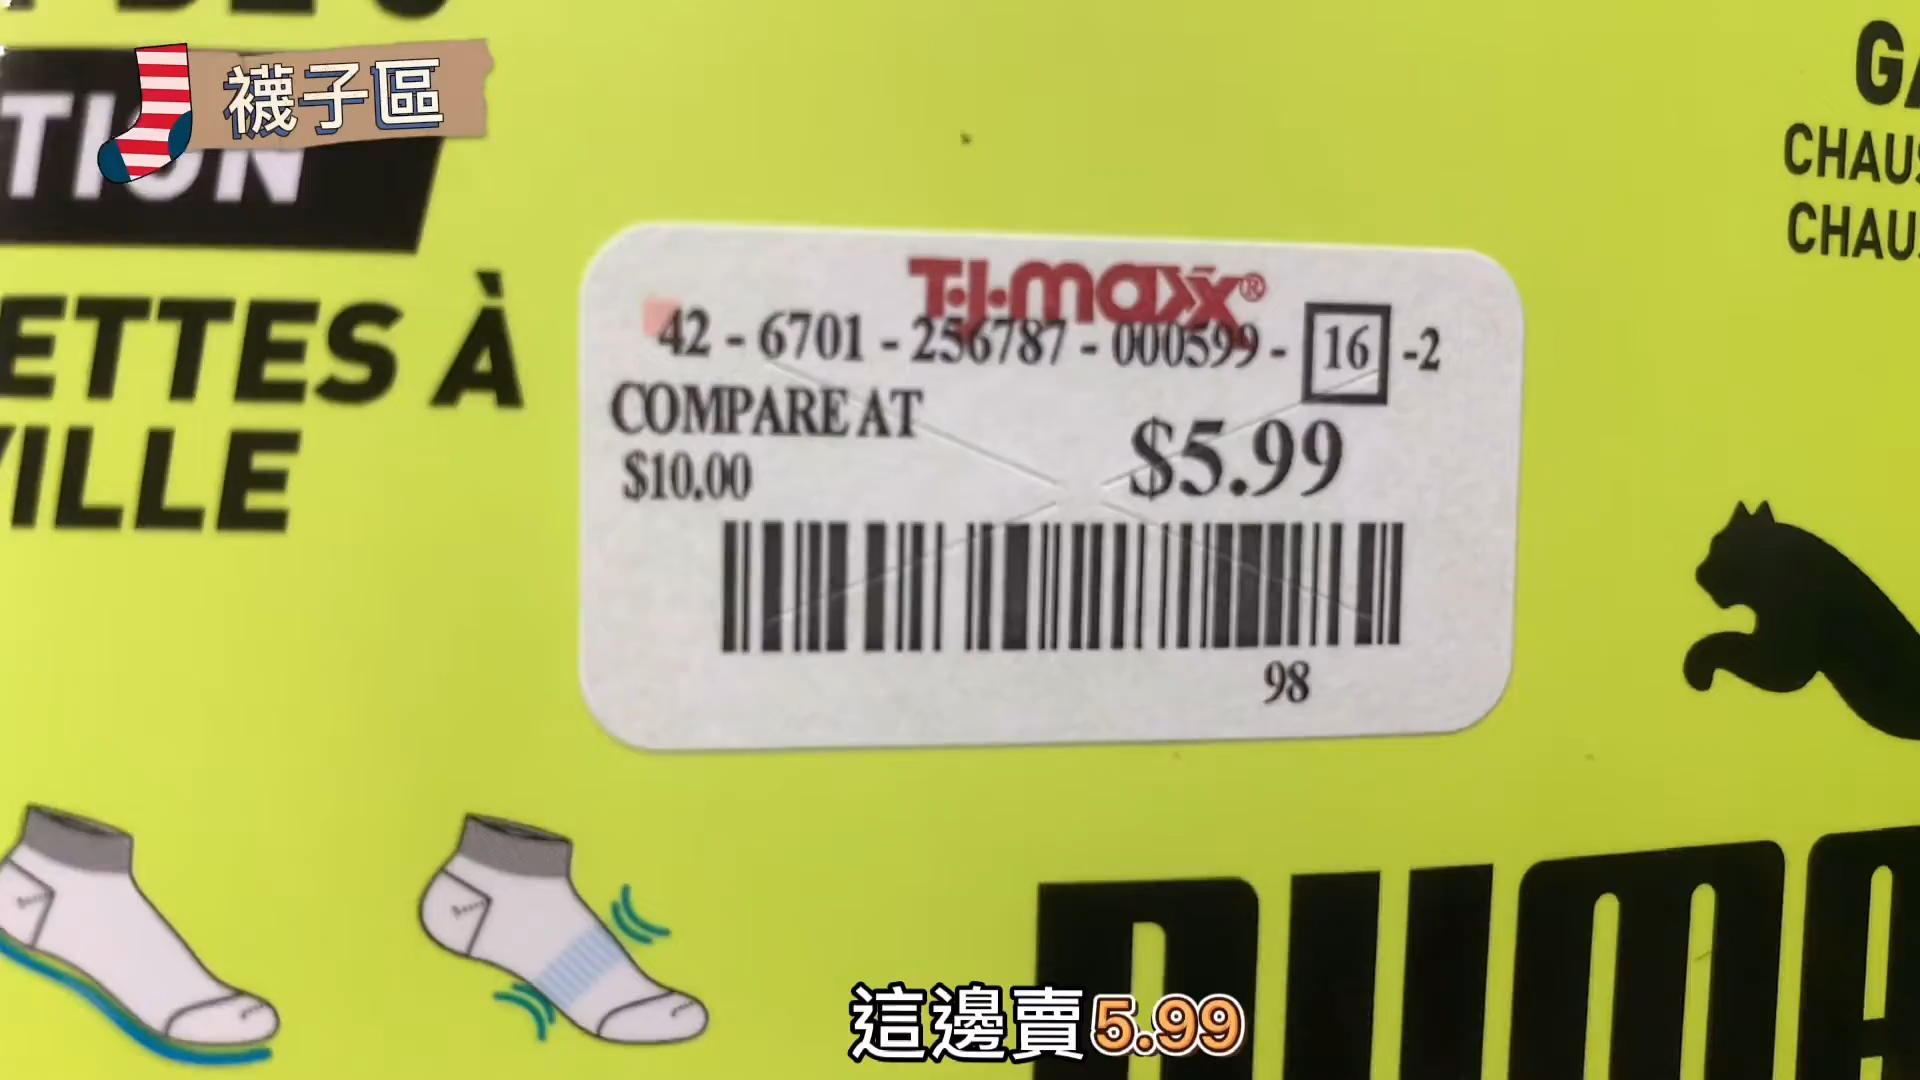 襪子區
TION
ETTES À
VILLE
GA
CHAUS
CHAU
T·J·maxx®
42 - 6701 - 256787 - 000599 - 16 -2
COMPARE AT
$10.00
$5.99
98
PUMA
這邊賣5.99